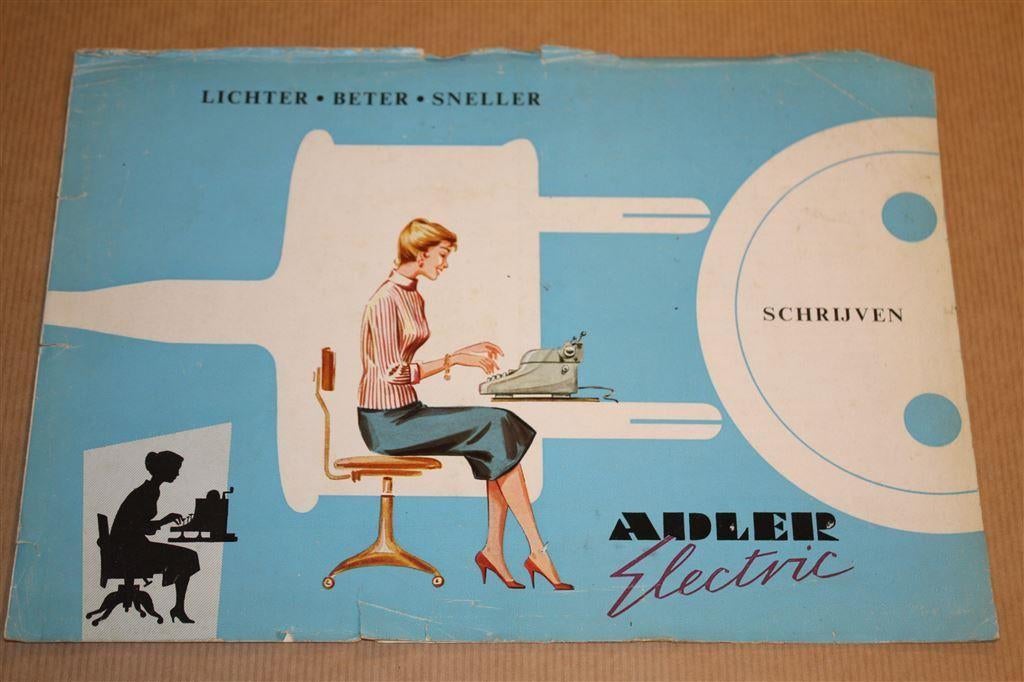 LICHTER • BETER • SNELLER
SCHRIJVEN
ADLER
Electric